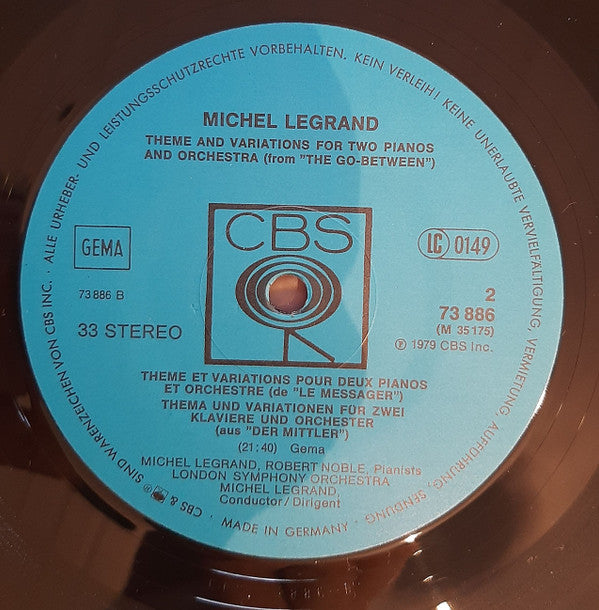 · ALLE URHEBER- UND LEISTUNGSSCHUTZRECHTE VORBEHALTEN. KEIN VERLEIH! KEINE UNERLAUBTE VERVIELFÄLTIGUNG, VERMIETUNG, AUFFÜHRUNG, SENDUNG.
MICHEL LEGRAND
THEME AND VARIATIONS FOR TWO PIANOS
AND ORCHESTRA (from "THE GO-BETWEEN")
CBS
GEMA
LC 0149
73 886 B
33 STEREO
2
73 886
(M 35175)
℗ 1979 CBS Inc.
THEME ET VARIATIONS POUR DEUX PIANOS
ET ORCHESTRE (de "LE MESSAGER")
THEMA UND VARIATIONEN FÜR ZWEI
KLAVIERE UND ORCHESTER
(aus "DER MITTLER")
(21:40) Gema
MICHEL LEGRAND, ROBERT NOBLE, Pianists
LONDON SYMPHONY ORCHESTRA
MICHEL LEGRAND,
Conductor/Dirigent
CBS & SIND WARENZEICHEN VON CBS INC.
· MADE IN GERMANY ·